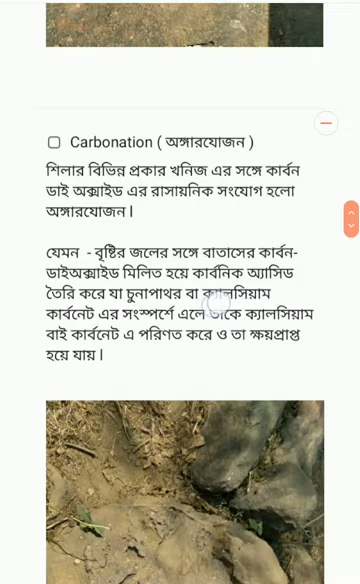 Carbonation ( অঙ্গারযোজন )
শিলার বিভিন্ন প্রকার খনিজ এর সঙ্গে কার্বন
ডাই অক্সাইড এর রাসায়নিক সংযোগ হলো
অঙ্গারযোজন l
যেমন - বৃষ্টির জলের সঙ্গে বাতাসের কার্বন-
ডাইঅক্সাইড মিলিত হয়ে কার্বনিক অ্যাসিড
তৈরি করে যা চুনাপাথর বা ক্যালসিয়াম
কার্বনেট এর সংস্পর্শে এলে তাকে ক্যালসিয়াম
বাই কার্বনেট এ পরিণত করে ও তা ক্ষয়প্রাপ্ত
হয়ে যায় l